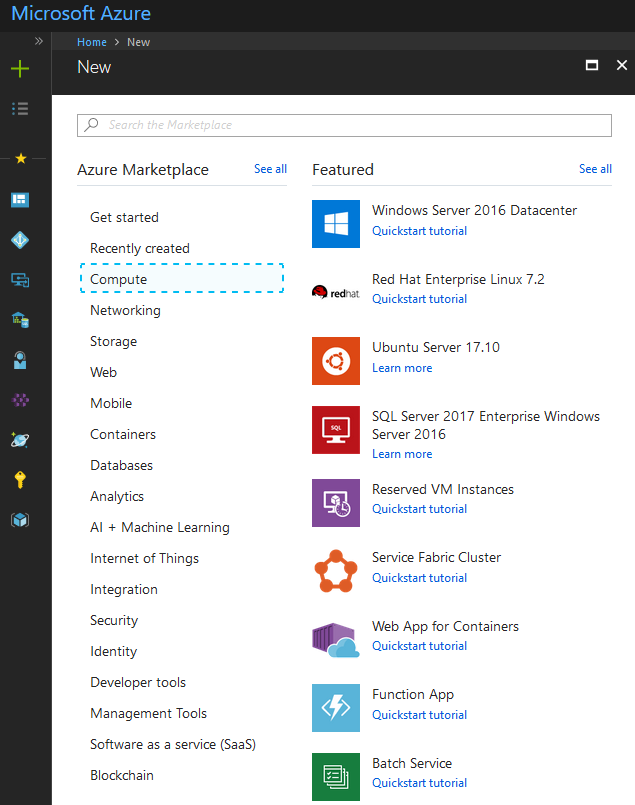 Microsoft Azure
Home > New
New
Search the Marketplace
Azure Marketplace
See all
Get started
Recently created
Compute
Networking
Storage
Web
Mobile
Containers
Databases
Analytics
AI + Machine Learning
Internet of Things
Integration
Security
Identity
Developer tools
Management Tools
Software as a service (SaaS)
Blockchain
Featured
See all
Windows Server 2016 Datacenter
Quickstart tutorial
redhat
Red Hat Enterprise Linux 7.2
Quickstart tutorial
Ubuntu Server 17.10
Learn more
SQL
SQL Server 2017 Enterprise Windows
Server 2016
Learn more
Reserved VM Instances
Quickstart tutorial
Service Fabric Cluster
Quickstart tutorial
Web App for Containers
Quickstart tutorial
Function App
Quickstart tutorial
Batch Service
Quickstart tutorial